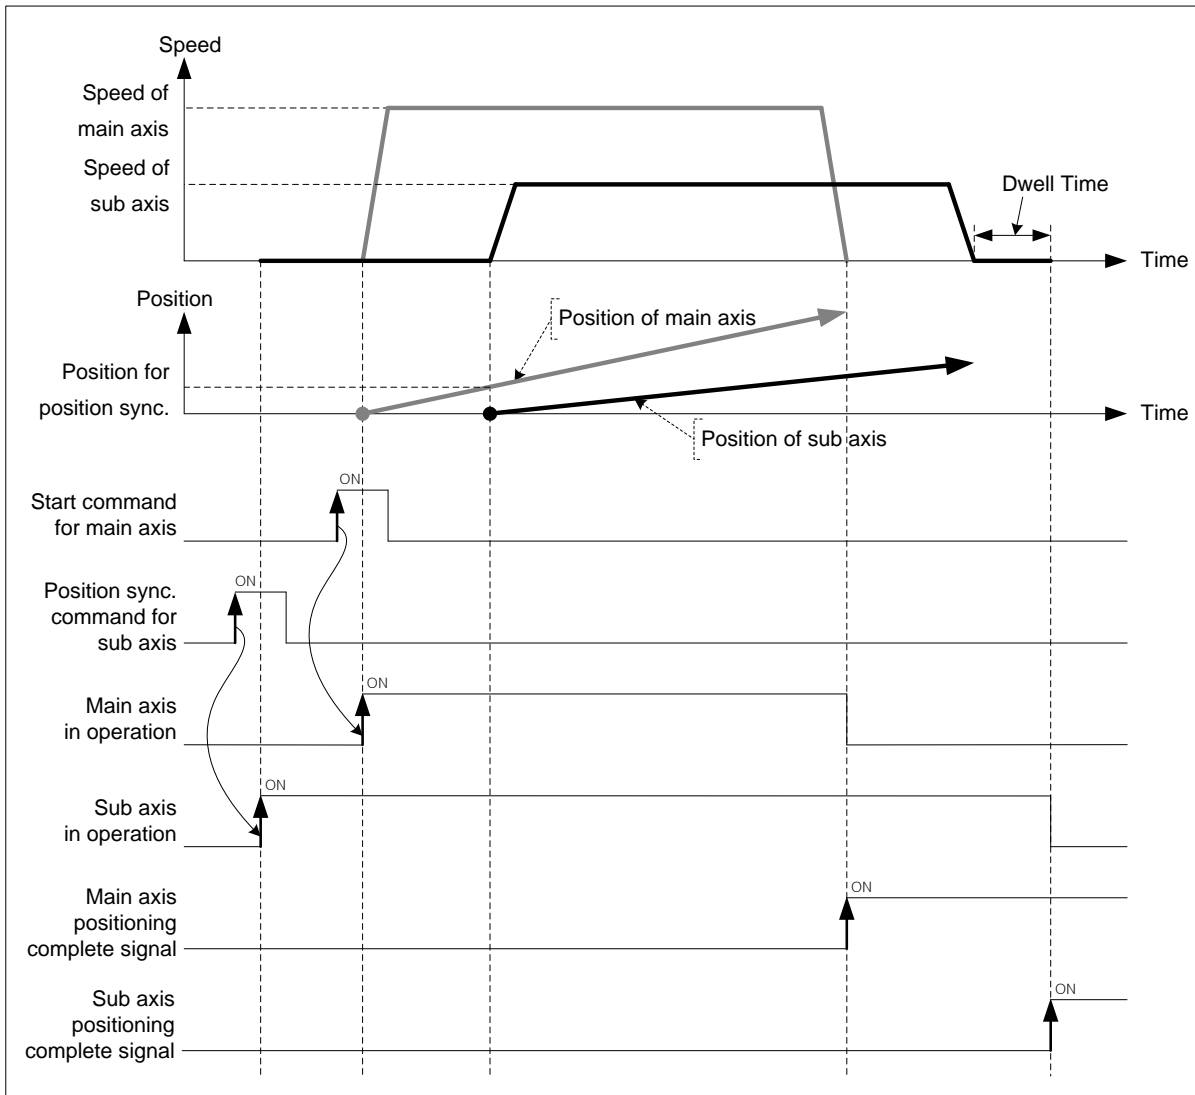 Speed
Speed of
main axis
Speed of
sub axis
Dwell Time
Time
Position
Position of main axis
Position for
position sync.
Time
Position of sub axis
ON
Start command
for main axis
ON
Position sync.
command for
sub axis
ON
Main axis
in operation
ON
Sub axis
in operation
ON
Main axis
positioning
complete signal
ON
Sub axis
positioning
complete signal